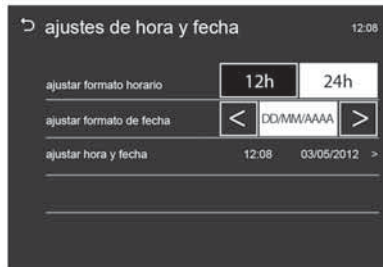 ajustes de hora y fecha 12:08
ajustar formato horario 12h 24h
ajustar formato de fecha < DD/MM/AAAA >
ajustar hora y fecha 12:08 03/05/2012 >